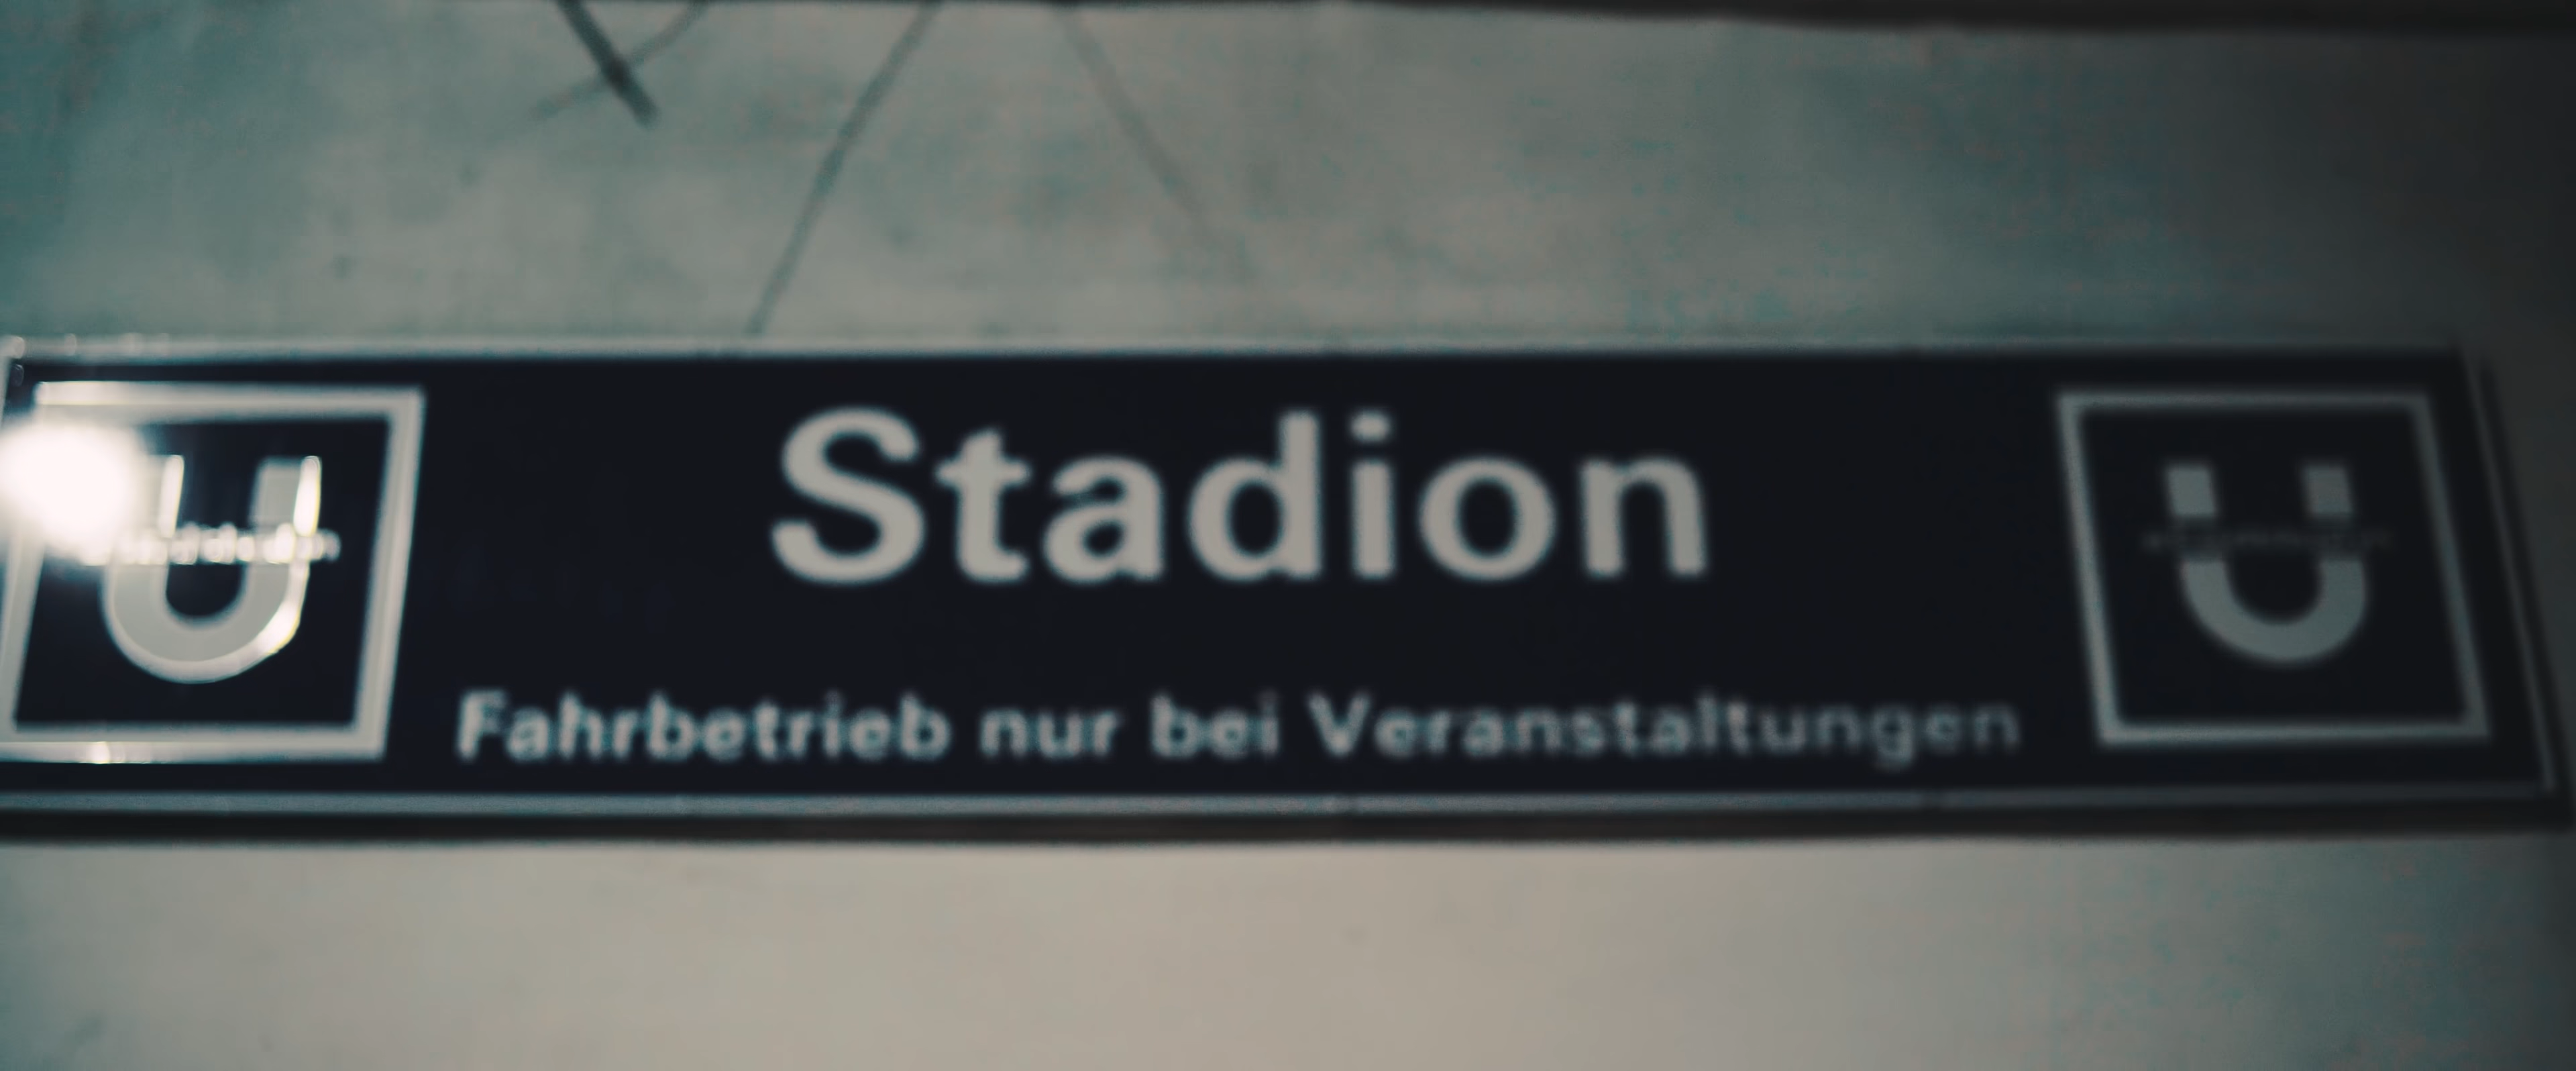 U
Stadion
U
Fahrbetrieb nur bei Veranstaltungen